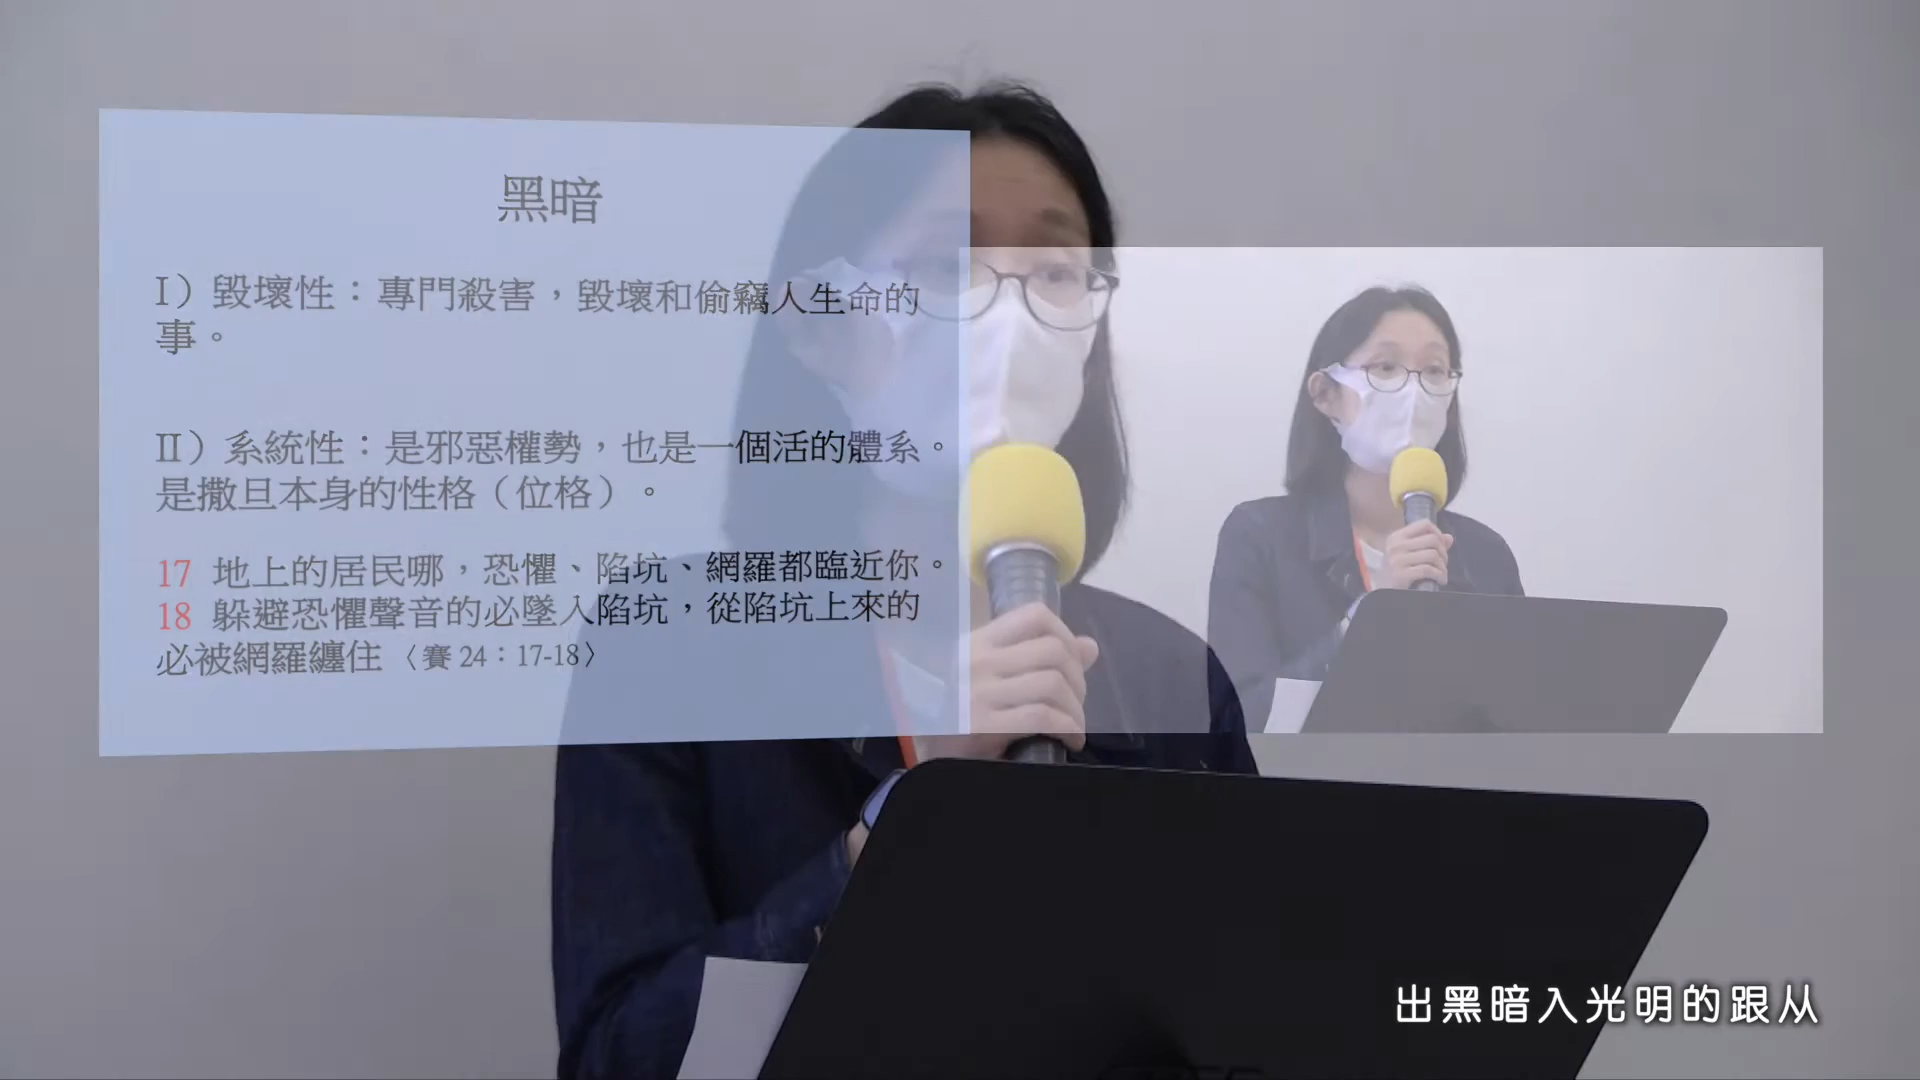 黑暗
I）毀壞性：專門殺害，毀壞和偷竊人生命的
事。
II）系統性：是邪惡權勢，也是一個活的體系。
是撒旦本身的性格（位格）。
17 地上的居民哪，恐懼、陷坑、網羅都臨近你。
18 躲避恐懼聲音的必墜入陷坑，從陷坑上來的
必被網羅纏住〈賽 24：17-18〉
出黑暗入光明的跟从